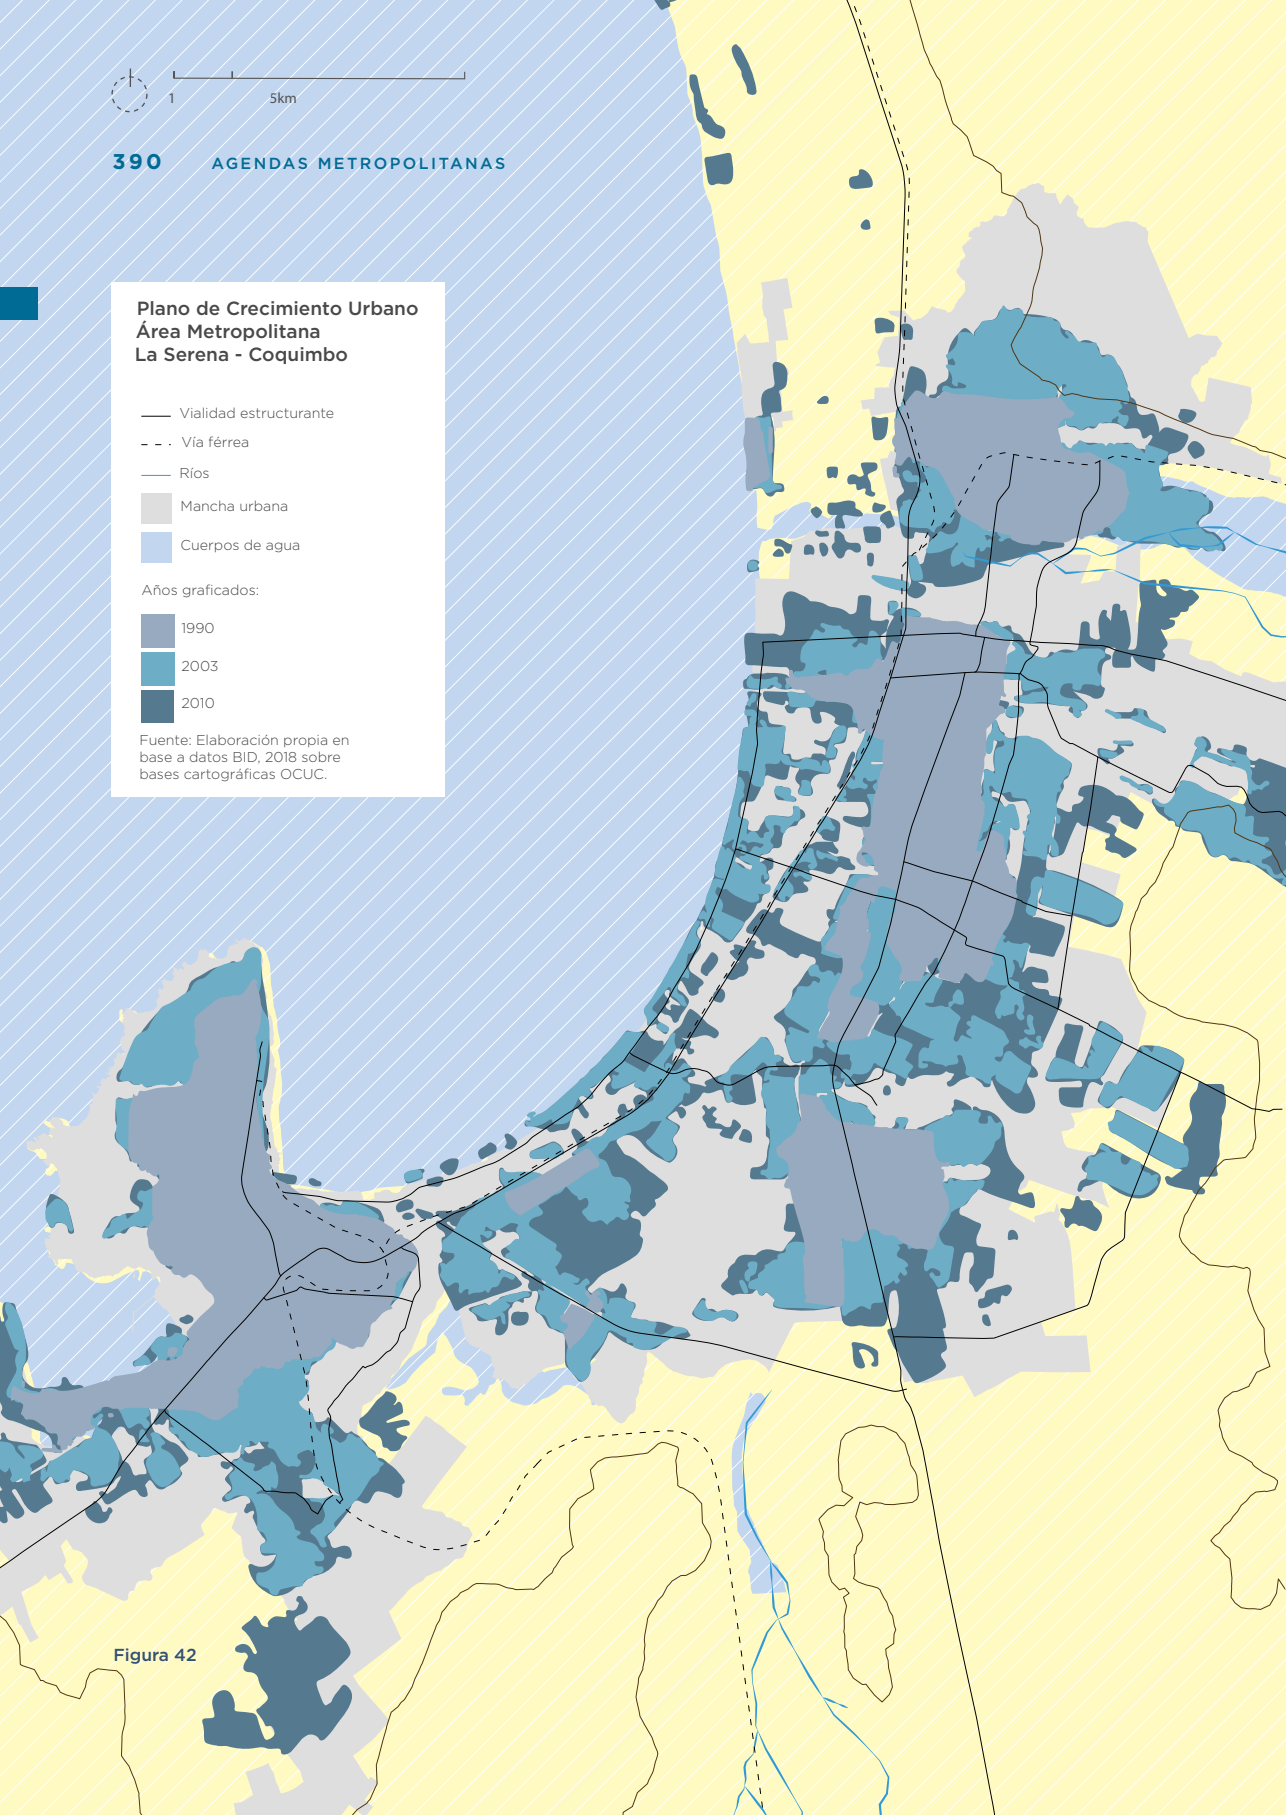 1 5km
390 AGENDAS METROPOLITANAS
Plano de Crecimiento Urbano
Área Metropolitana
La Serena - Coquimbo
Vialidad estructurante
Vía férrea
Ríos
Mancha urbana
Cuerpos de agua
Años graficados:
1990
2003
2010
Fuente: Elaboración propia en
base a datos BID, 2018 sobre
bases cartográficas OCUC.
Figura 42